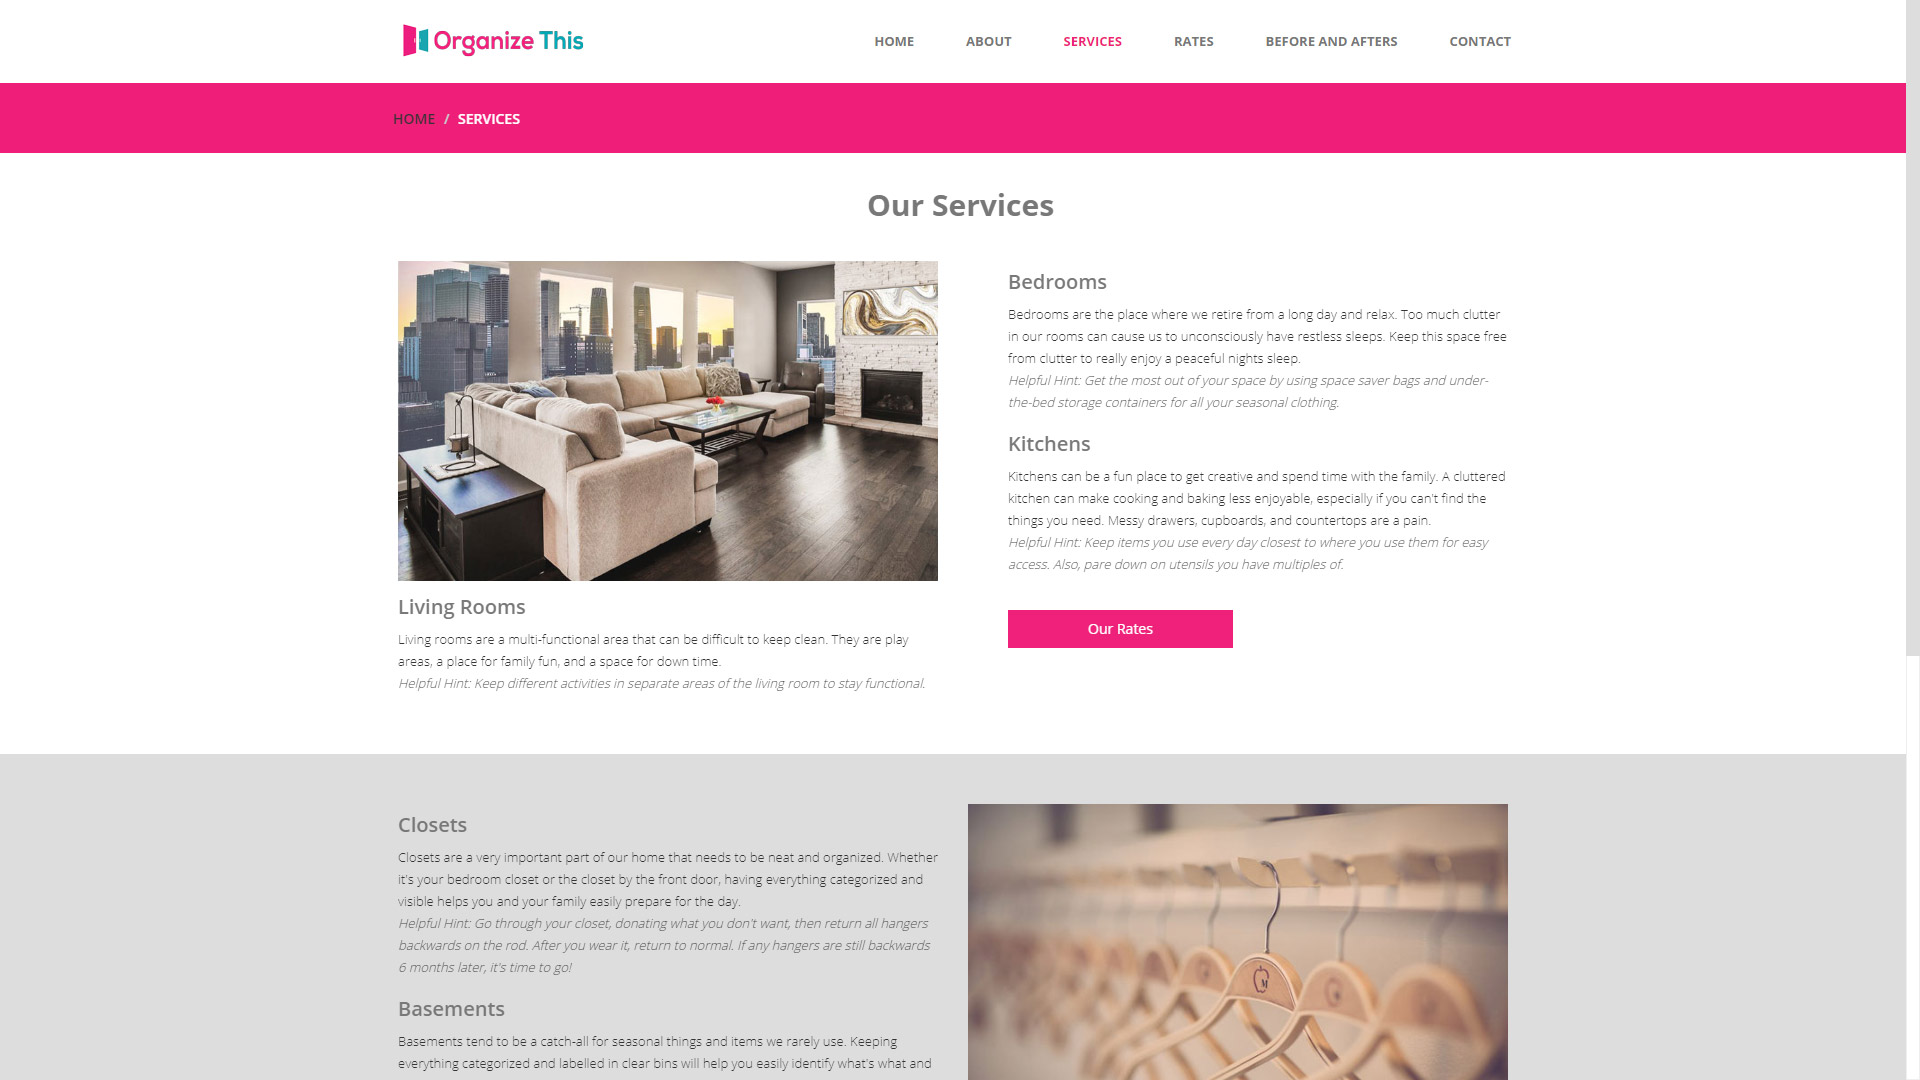 Organize This
HOME
ABOUT
SERVICES
RATES
BEFORE AND AFTERS
CONTACT
HOME / SERVICES
Our Services
Living Rooms
Living rooms are a multi-functional area that can be difficult to keep clean. They are play
areas, a place for family fun, and a space for down time.
Helpful Hint: Keep different activities in separate areas of the living room to stay functional.
Bedrooms
Bedrooms are the place where we retire from a long day and relax. Too much clutter
in our rooms can cause us to unconsciously have restless sleeps. Keep this space free
from clutter to really enjoy a peaceful nights sleep.
Helpful Hint: Get the most out of your space by using space saver bags and under-
the-bed storage containers for all your seasonal clothing.
Kitchens
Kitchens can be a fun place to get creative and spend time with the family. A cluttered
kitchen can make cooking and baking less enjoyable, especially if you can't find the
things you need. Messy drawers, cupboards, and countertops are a pain.
Helpful Hint: Keep items you use every day closest to where you use them for easy
access. Also, pare down on utensils you have multiples of.
Our Rates
Closets
Closets are a very important part of our home that needs to be neat and organized. Whether
it's your bedroom closet or the closet by the front door, having everything categorized and
visible helps you and your family easily prepare for the day.
Helpful Hint: Go through your closet, donating what you don't want, then return all hangers
backwards on the rod. After you wear it, return to normal. If any hangers are still backwards
6 months later, it's time to go!
Basements
Basements tend to be a catch-all for seasonal things and items we rarely use. Keeping
everything categorized and labelled in clear bins will help you easily identify what's what and
M